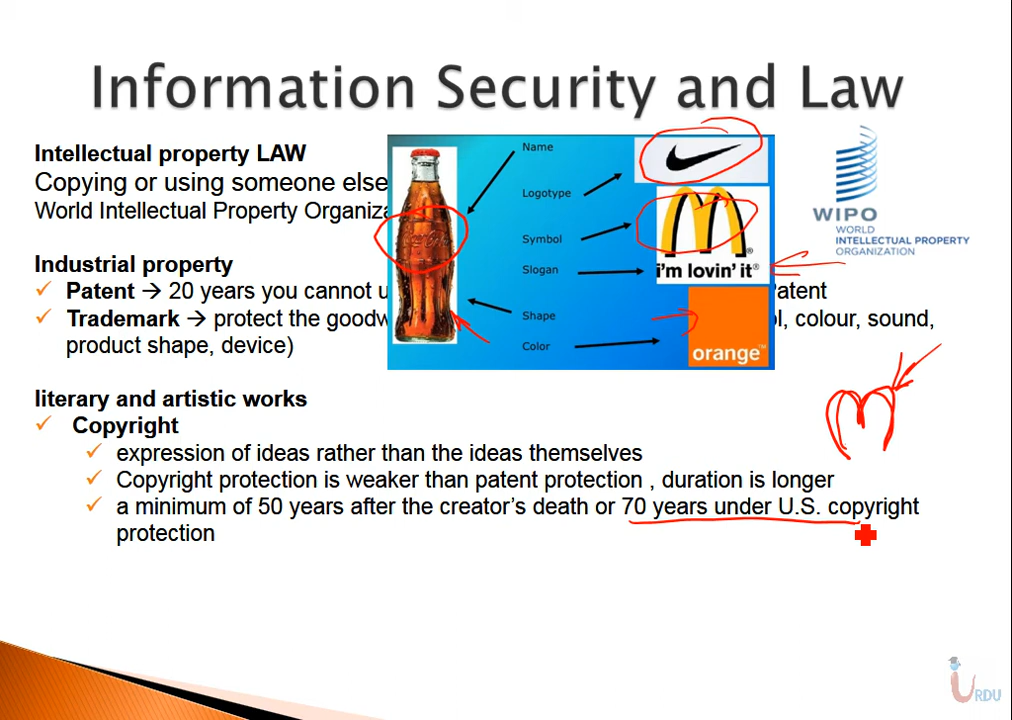 Information Security and Law
Intellectual property LAW
Copying or using someone else
World Intellectual Property Organiza
Industrial property
✓ Patent → 20 years you cannot u atent
✓ Trademark → protect the goodw l, colour, sound,
product shape, device)
literary and artistic works
✓ Copyright
✓ expression of ideas rather than the ideas themselves
✓ Copyright protection is weaker than patent protection , duration is longer
✓ a minimum of 50 years after the creator's death or 70 years under U.S. copyright
protection
Name
Logotype
Symbol
Slogan
Shape
Color
Coca-Cola
i'm lovin' it®
orange™
WIPO
WORLD
INTELLECTUAL PROPERTY
ORGANIZATION
URDU